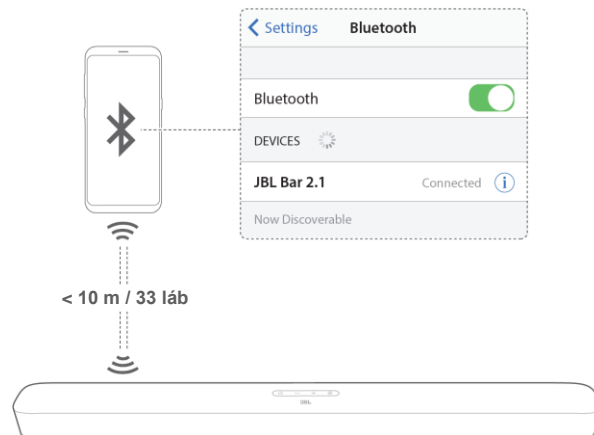 Settings Bluetooth
Bluetooth
DEVICES
JBL Bar 2.1 Connected i
Now Discoverable
< 10 m / 33 láb
JBL